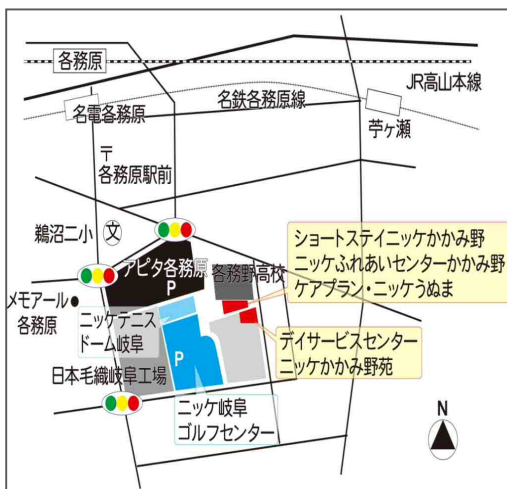 各務原
JR高山本線
名鉄各務原線
名電各務原
苧ヶ瀬
〒
各務原駅前
鵜沼二小
文
アピタ各務原
P
各務野高校
ショートステイニッケかかみ野
ニッケふれあいセンターかかみ野
ケアプラン・ニッケうぬま
メモアール
各務原
ニッケテニス
ドーム岐阜
デイサービスセンター
ニッケかかみ野苑
日本毛織岐阜工場
P
ニッケ岐阜
ゴルフセンター
N